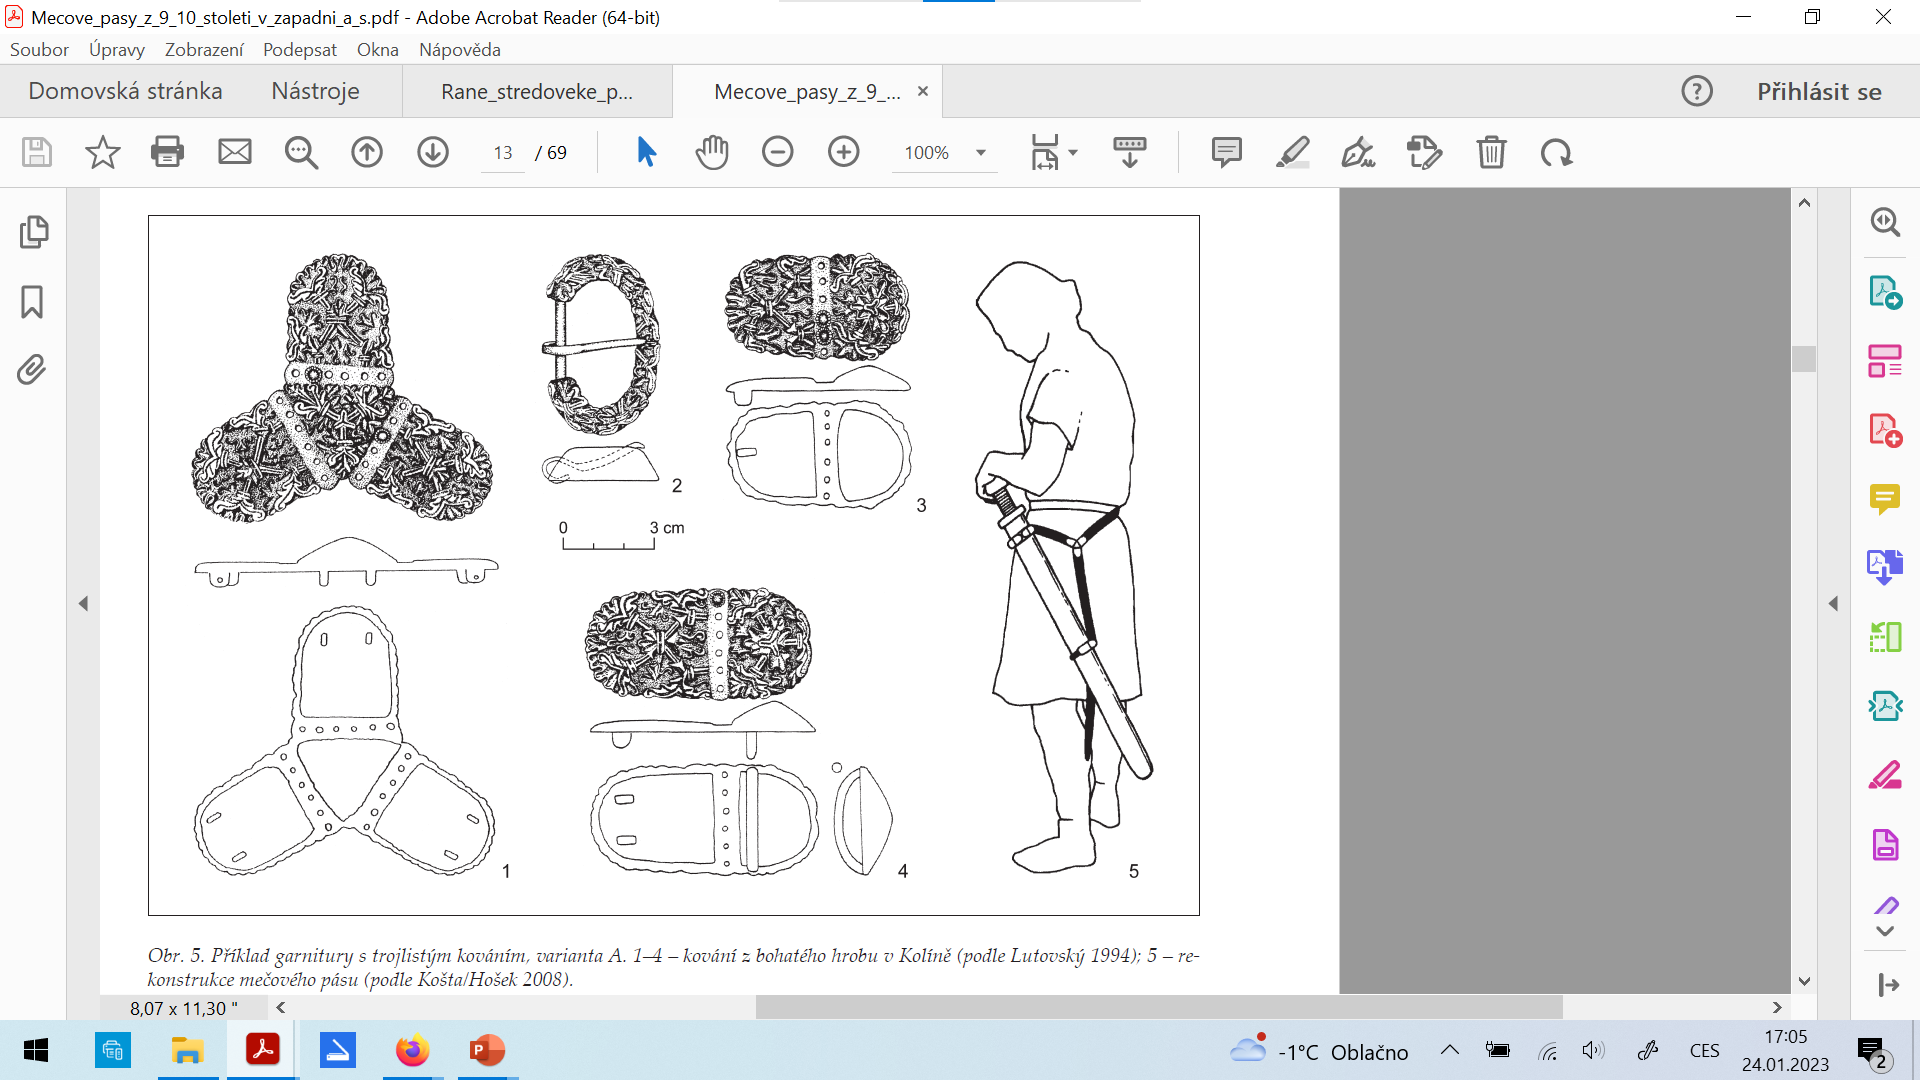 Mecove_pasy_z_9_10_stoleti_v_zapadni_a_s.pdf - Adobe Acrobat Reader (64-bit)
Soubor Úpravy Zobrazení Podepsat Okna Nápověda
Domovská stránka Nástroje Rane_stredoveke_p... Mecove_pasy_z_9_... × ? Přihlásit se
13 / 69 100%
2
3
0 3 cm
1
4
5
Obr. 5. Příklad garnitury s trojlistým kováním, varianta A. 1–4 – kování z bohatého hrobu v Kolíně (podle Lutovský 1994); 5 – re-
konstrukce mečového pásu (podle Košta/Hošek 2008).
8,07 x 11,30 "
-1°C Oblačno CES 17:05
24.01.2023 2